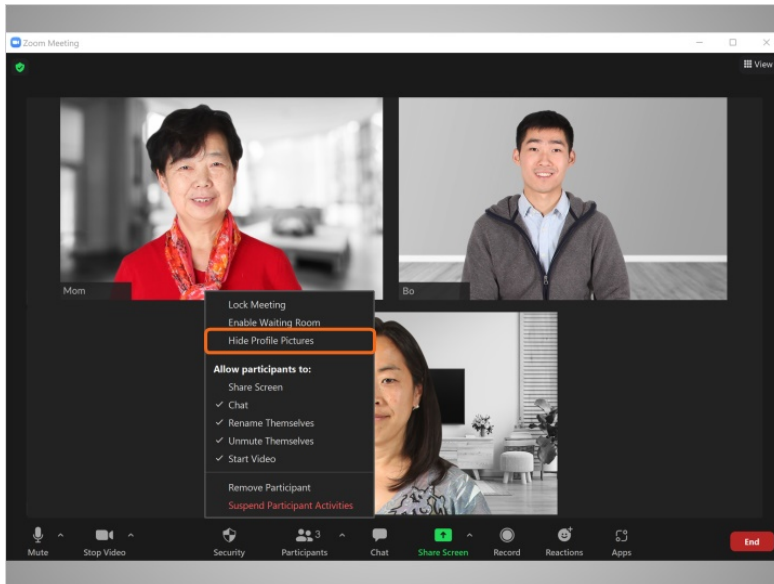 Zoom Meeting
View
Mom
Bo
Lock Meeting
Enable Waiting Room
Hide Profile Pictures
Allow participants to:
Share Screen
Chat
Rename Themselves
Unmute Themselves
Start Video
Remove Participant
Suspend Participant Activities
Mute
Stop Video
Security
3
Participants
Chat
Share Screen
Record
Reactions
Apps
End